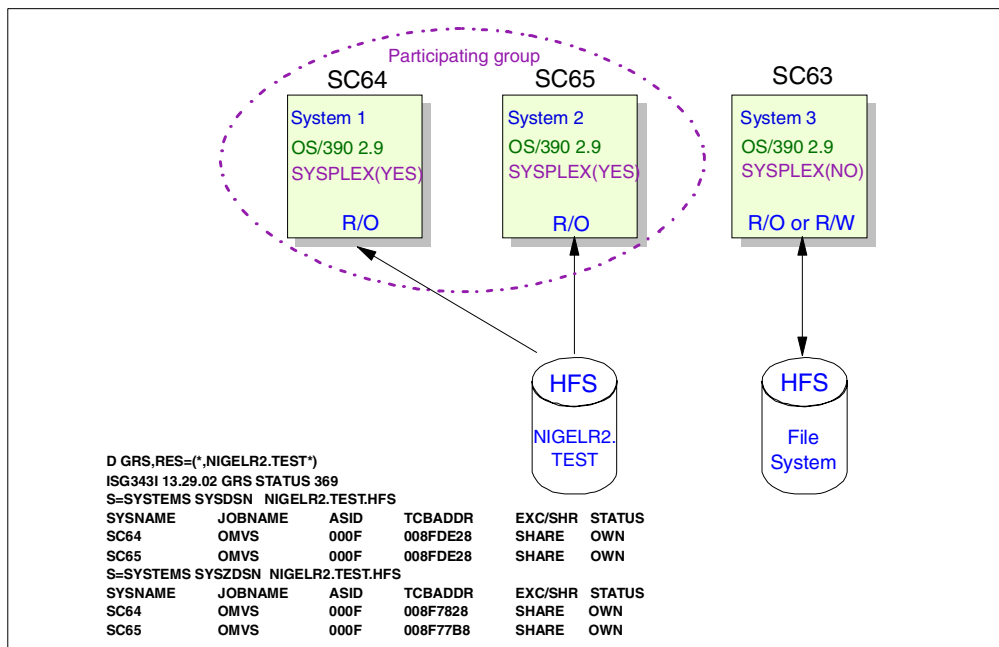 Participating group
SC64
SC65
SC63
System 1
OS/390 2.9
SYSPLEX(YES)
R/O
System 2
OS/390 2.9
SYSPLEX(YES)
R/O
System 3
OS/390 2.9
SYSPLEX(NO)
R/O or R/W
HFS
NIGELR2.
TEST
HFS
File
System
D GRS,RES=(*,NIGELR2.TEST*)
ISG343I 13.29.02 GRS STATUS 369
S=SYSTEMS SYSDSN NIGELR2.TEST.HFS
SYSNAME JOBNAME ASID TCBADDR EXC/SHR STATUS
SC64 OMVS 000F 008FDE28 SHARE OWN
SC65 OMVS 000F 008FDE28 SHARE OWN
S=SYSTEMS SYSZDSN NIGELR2.TEST.HFS
SYSNAME JOBNAME ASID TCBADDR EXC/SHR STATUS
SC64 OMVS 000F 008F7828 SHARE OWN
SC65 OMVS 000F 008F77B8 SHARE OWN